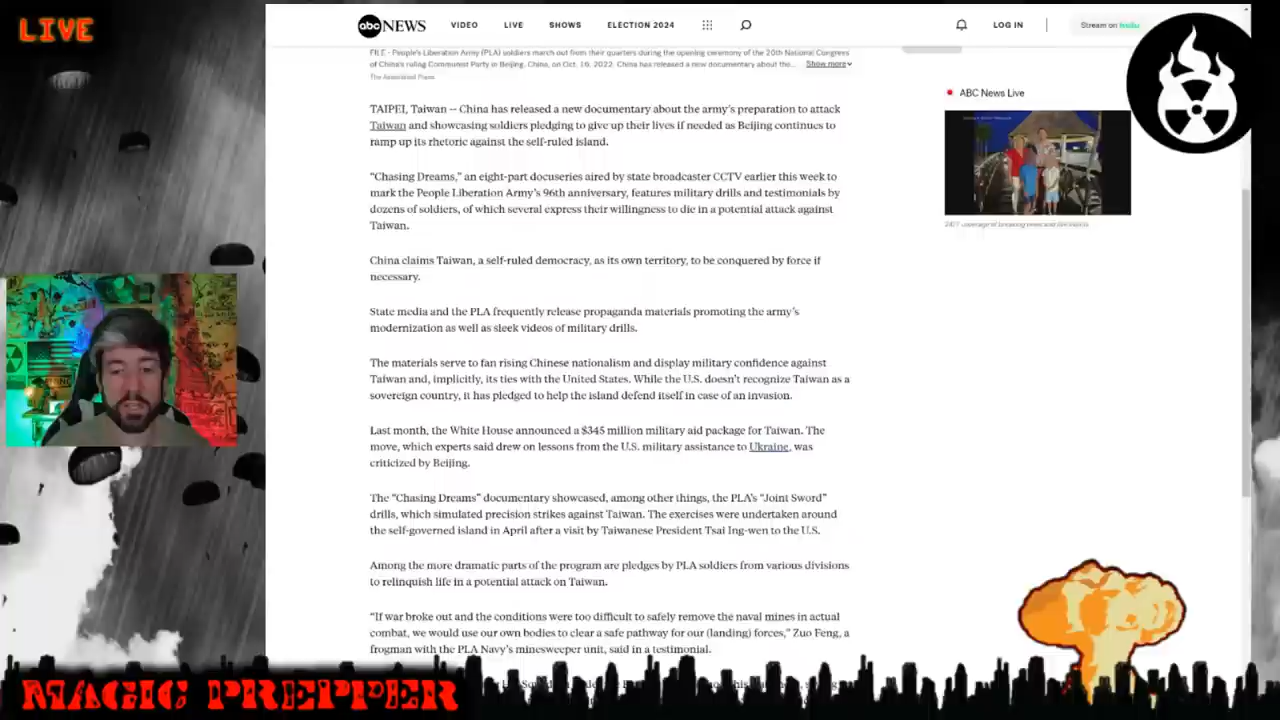 LIVE
abc NEWS VIDEO LIVE SHOWS ELECTION 2024 LOG IN Stream on hulu
FILE - People's Liberation Army (PLA) soldiers march out from their quarters during the opening ceremony of the 20th National Congress
of China's ruling Communist Party in Beijing, China, on Oct. 16, 2022. China has released a new documentary about the... Show more
The Associated Press
ABC News Live
TAIPEI, Taiwan -- China has released a new documentary about the army's preparation to attack
Taiwan and showcasing soldiers pledging to give up their lives if needed as Beijing continues to
ramp up its rhetoric against the self-ruled island.
“Chasing Dreams,” an eight-part docuseries aired by state broadcaster CCTV earlier this week to
mark the People Liberation Army's 96th anniversary, features military drills and testimonials by
dozens of soldiers, of which several express their willingness to die in a potential attack against
Taiwan.
24/7 coverage of breaking news and live events
China claims Taiwan, a self-ruled democracy, as its own territory, to be conquered by force if
necessary.
State media and the PLA frequently release propaganda materials promoting the army's
modernization as well as sleek videos of military drills.
The materials serve to fan rising Chinese nationalism and display military confidence against
Taiwan and, implicitly, its ties with the United States. While the U.S. doesn't recognize Taiwan as a
sovereign country, it has pledged to help the island defend itself in case of an invasion.
Last month, the White House announced a $345 million military aid package for Taiwan. The
move, which experts said drew on lessons from the U.S. military assistance to Ukraine, was
criticized by Beijing.
The “Chasing Dreams” documentary showcased, among other things, the PLA's “Joint Sword”
drills, which simulated precision strikes against Taiwan. The exercises were undertaken around
the self-governed island in April after a visit by Taiwanese President Tsai Ing-wen to the U.S.
Among the more dramatic parts of the program are pledges by PLA soldiers from various divisions
to relinquish life in a potential attack on Taiwan.
“If war broke out and the conditions were too difficult to safely remove the naval mines in actual
combat, we would use our own bodies to clear a safe pathway for our (landing) forces,” Zuo Feng, a
frogman with the PLA Navy's minesweeper unit, said in a testimonial.
MAGIC PREPPER